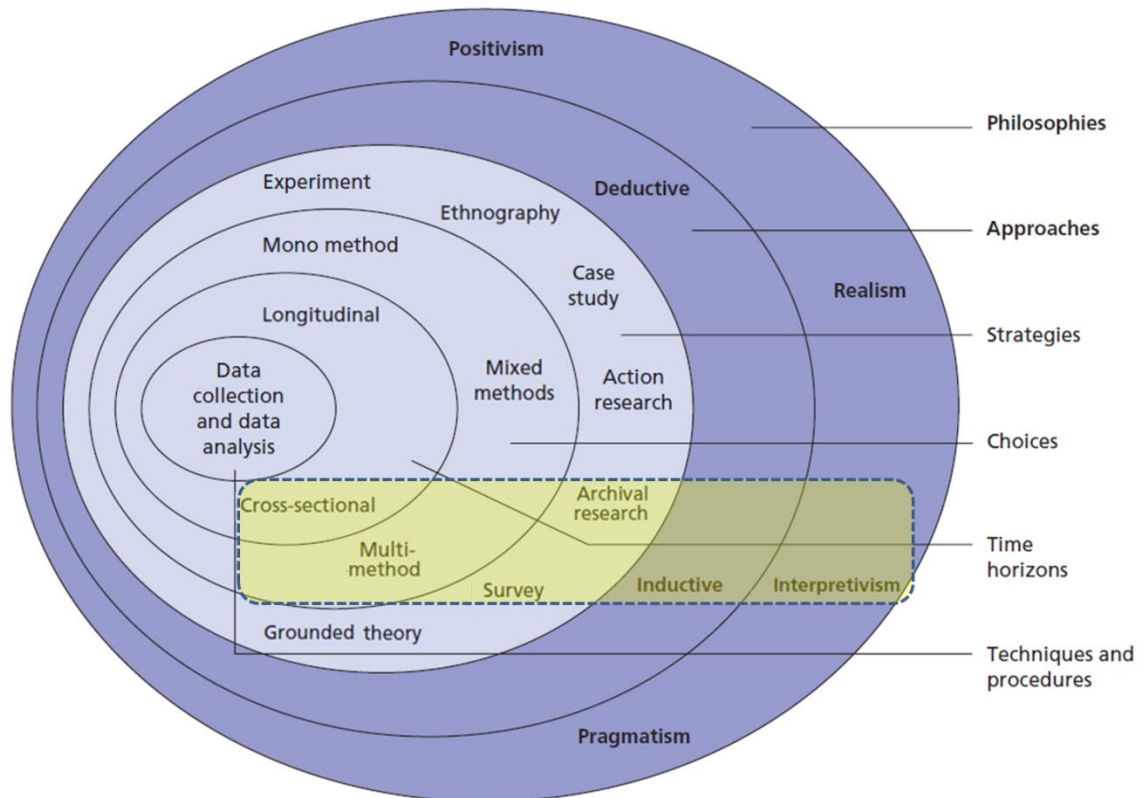 Positivism
Philosophies
Experiment
Deductive
Ethnography
Approaches
Mono method
Case
study
Realism
Longitudinal
Strategies
Data
collection
and data
analysis
Mixed
methods
Action
research
Choices
Cross-sectional
Archival
research
Time
horizons
Multi-
method
Survey
Inductive
Interpretivism
Grounded theory
Techniques and
procedures
Pragmatism